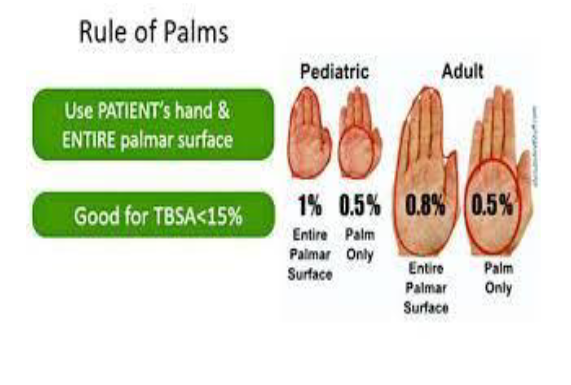 Rule of Palms
Use PATIENT's hand &
ENTIRE palmar surface
Good for TBSA<15%
Pediatric
Adult
1%
0.5%
0.8%
0.5%
Entire
Palmar
Surface
Palm
Only
Entire
Palmar
Surface
Palm
Only